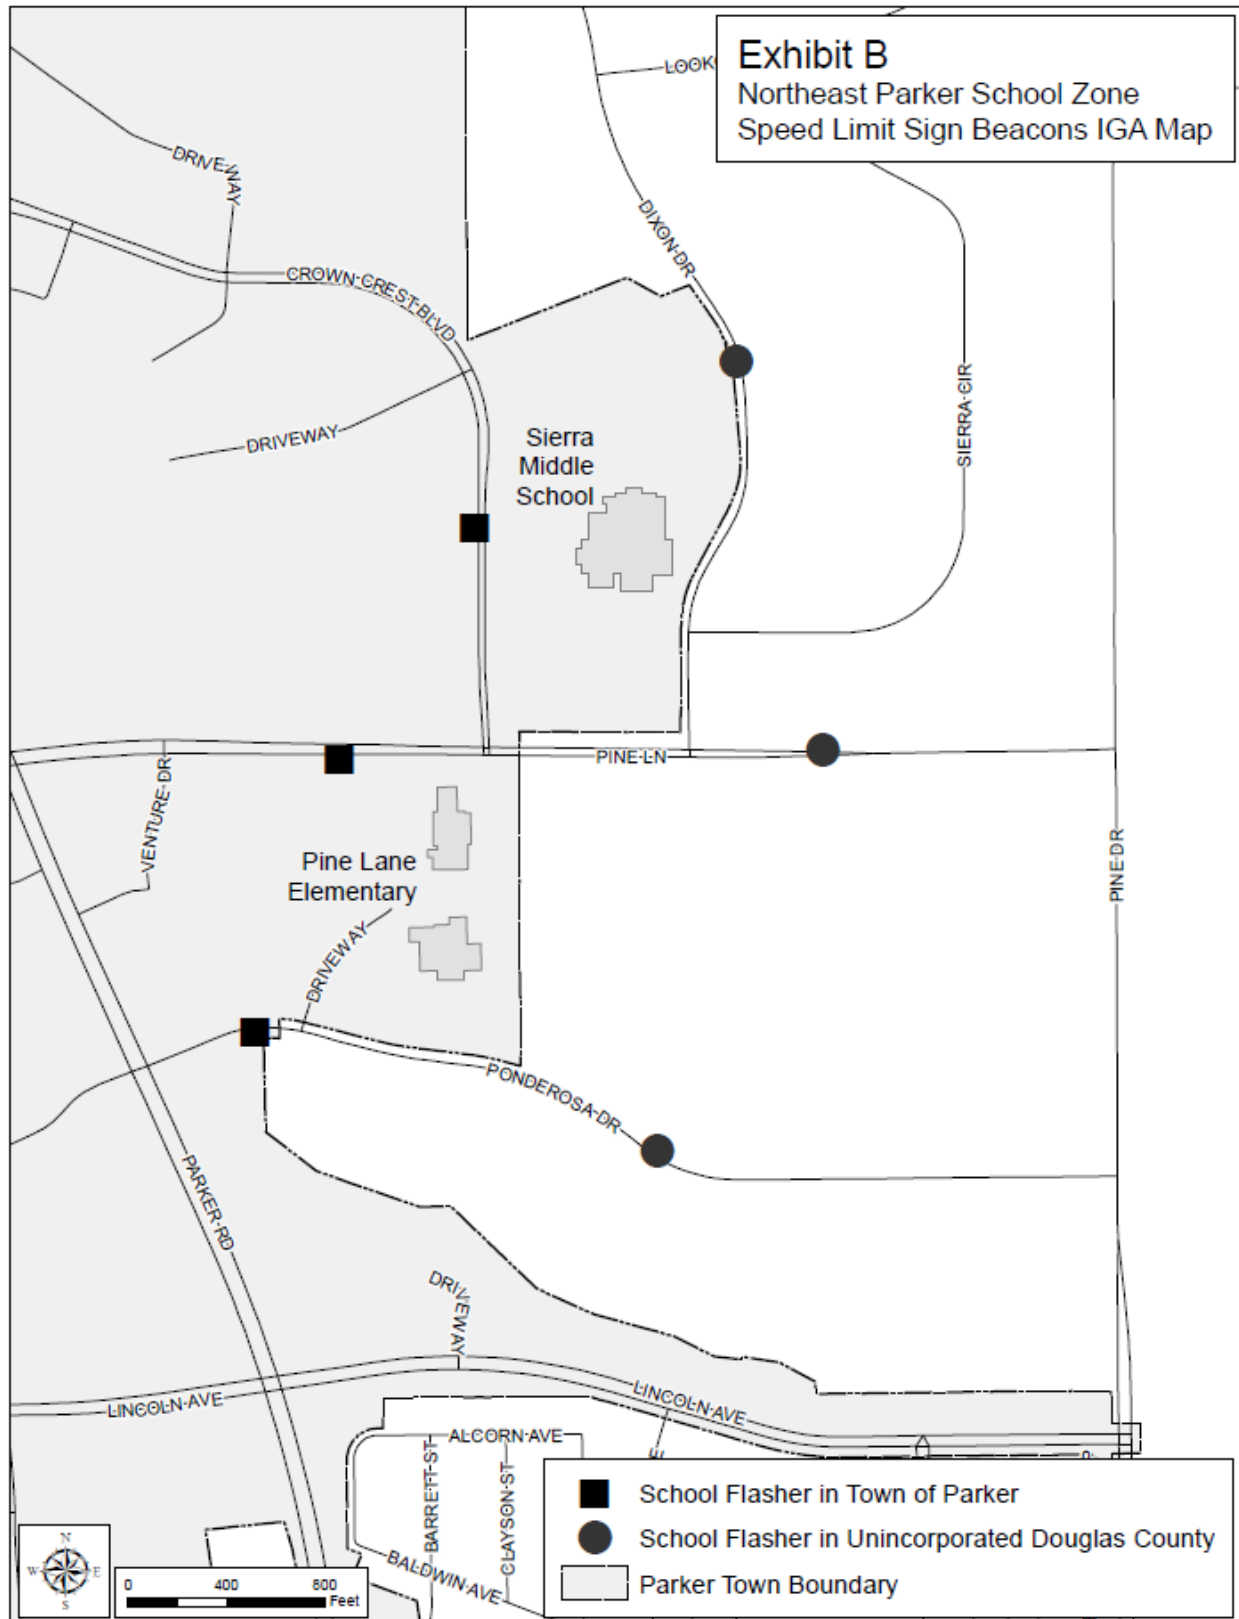 Exhibit B
Northeast Parker School Zone
Speed Limit Sign Beacons IGA Map
DRIVE-WAY
DIXON DR
CROWN CREST BLVD
SIERRA CIR
DRIVEWAY
Sierra
Middle
School
PINE LN
VENTURE DR
PINE DR
Pine Lane
Elementary
DRIVEWAY
PONDEROSA DR
PARKER RD
DRIVEWAY
LINCOLN AVE
LINCOLN AVE
ALCORN AVE
BARRETT ST
CLAYSON ST
BALDWIN AVE
School Flasher in Town of Parker
School Flasher in Unincorporated Douglas County
Parker Town Boundary
N
W E
S
0 400 800
Feet